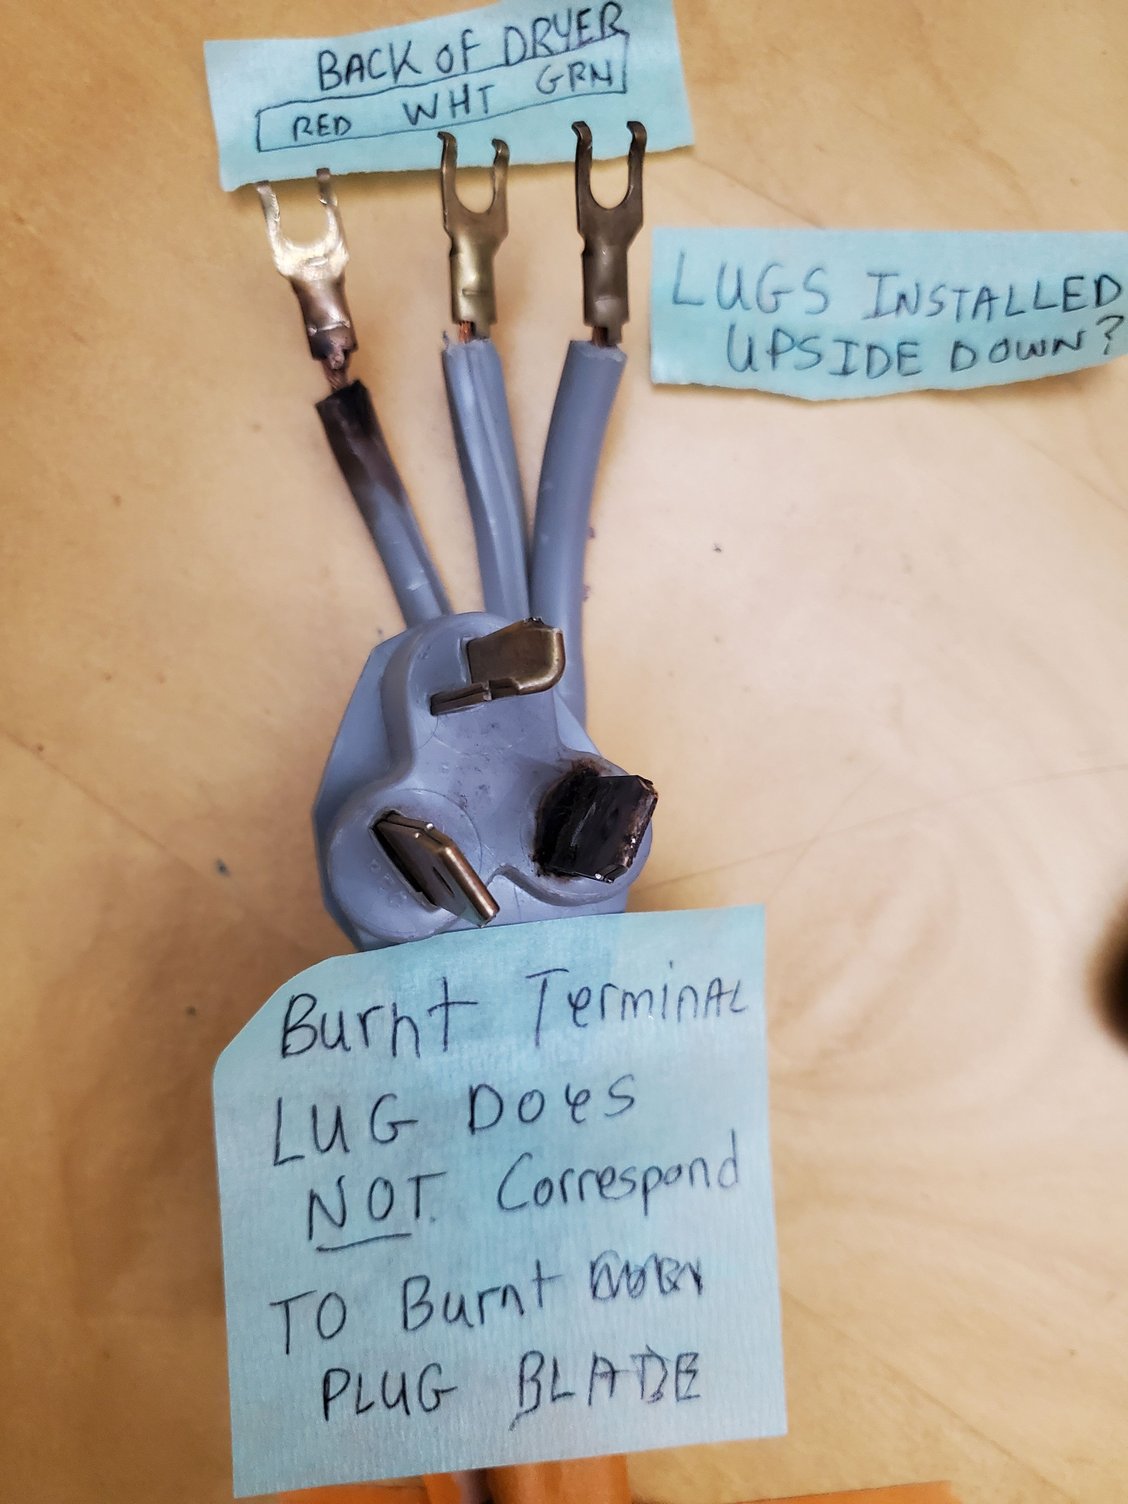 BACK OF DRYER
RED WHT GRN
LUGS INSTALLED
UPSIDE DOWN?
Burnt Terminal
LUG Does
NOT. Correspond
TO Burnt
PLUG BLADE